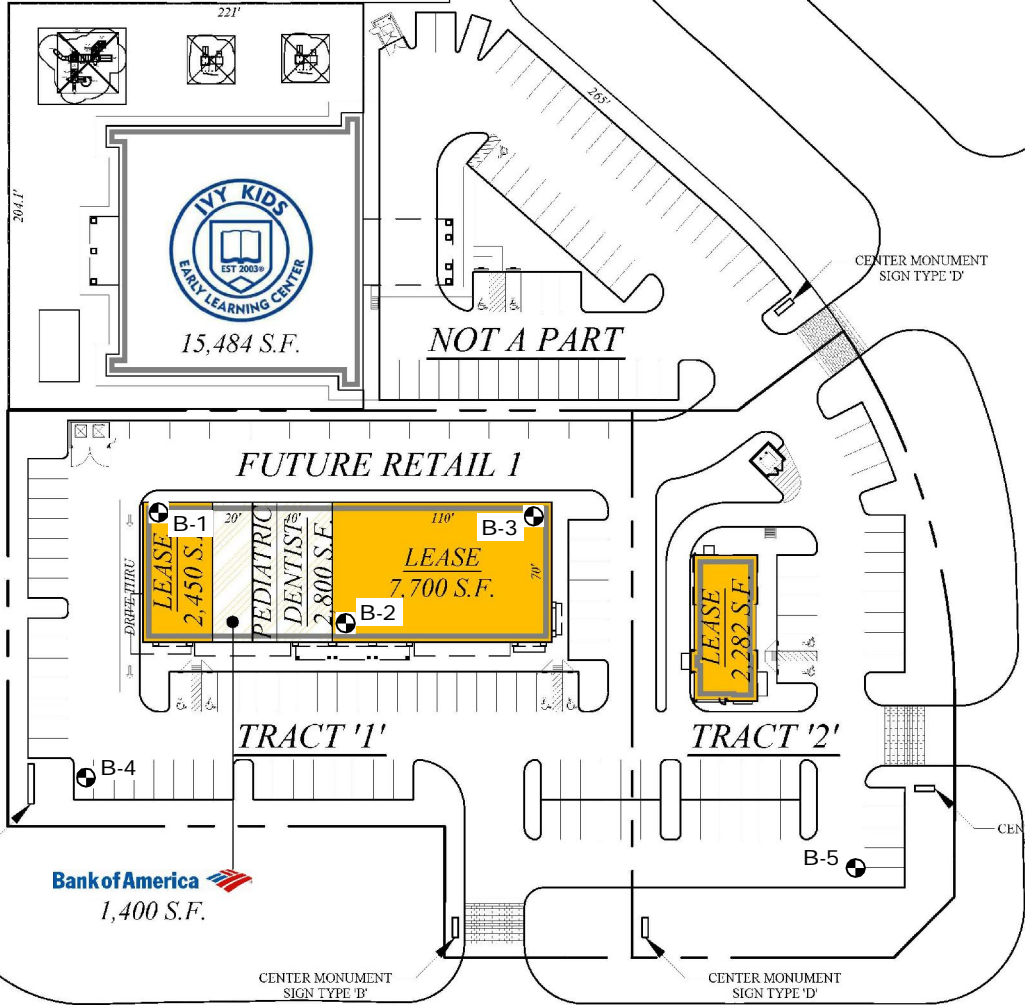 221'
265'
204.1'
IVY KIDS
EST 2003®
EARLY LEARNING CENTER
15,484 S.F.
CENTER MONUMENT
SIGN TYPE 'D'
NOT A PART
FUTURE RETAIL 1
B-1
20'
40'
110'
B-3
LEASE
2,450 S.F.
PEDIATRIC
DENTIST
2,800 S.F.
LEASE
7,700 S.F.
70'
B-2
DRIVE-THRU
LEASE
2,282 S.F.
TRACT '1'
TRACT '2'
B-4
CEN
B-5
Bank of America
1,400 S.F.
CENTER MONUMENT
SIGN TYPE 'B'
CENTER MONUMENT
SIGN TYPE 'D'